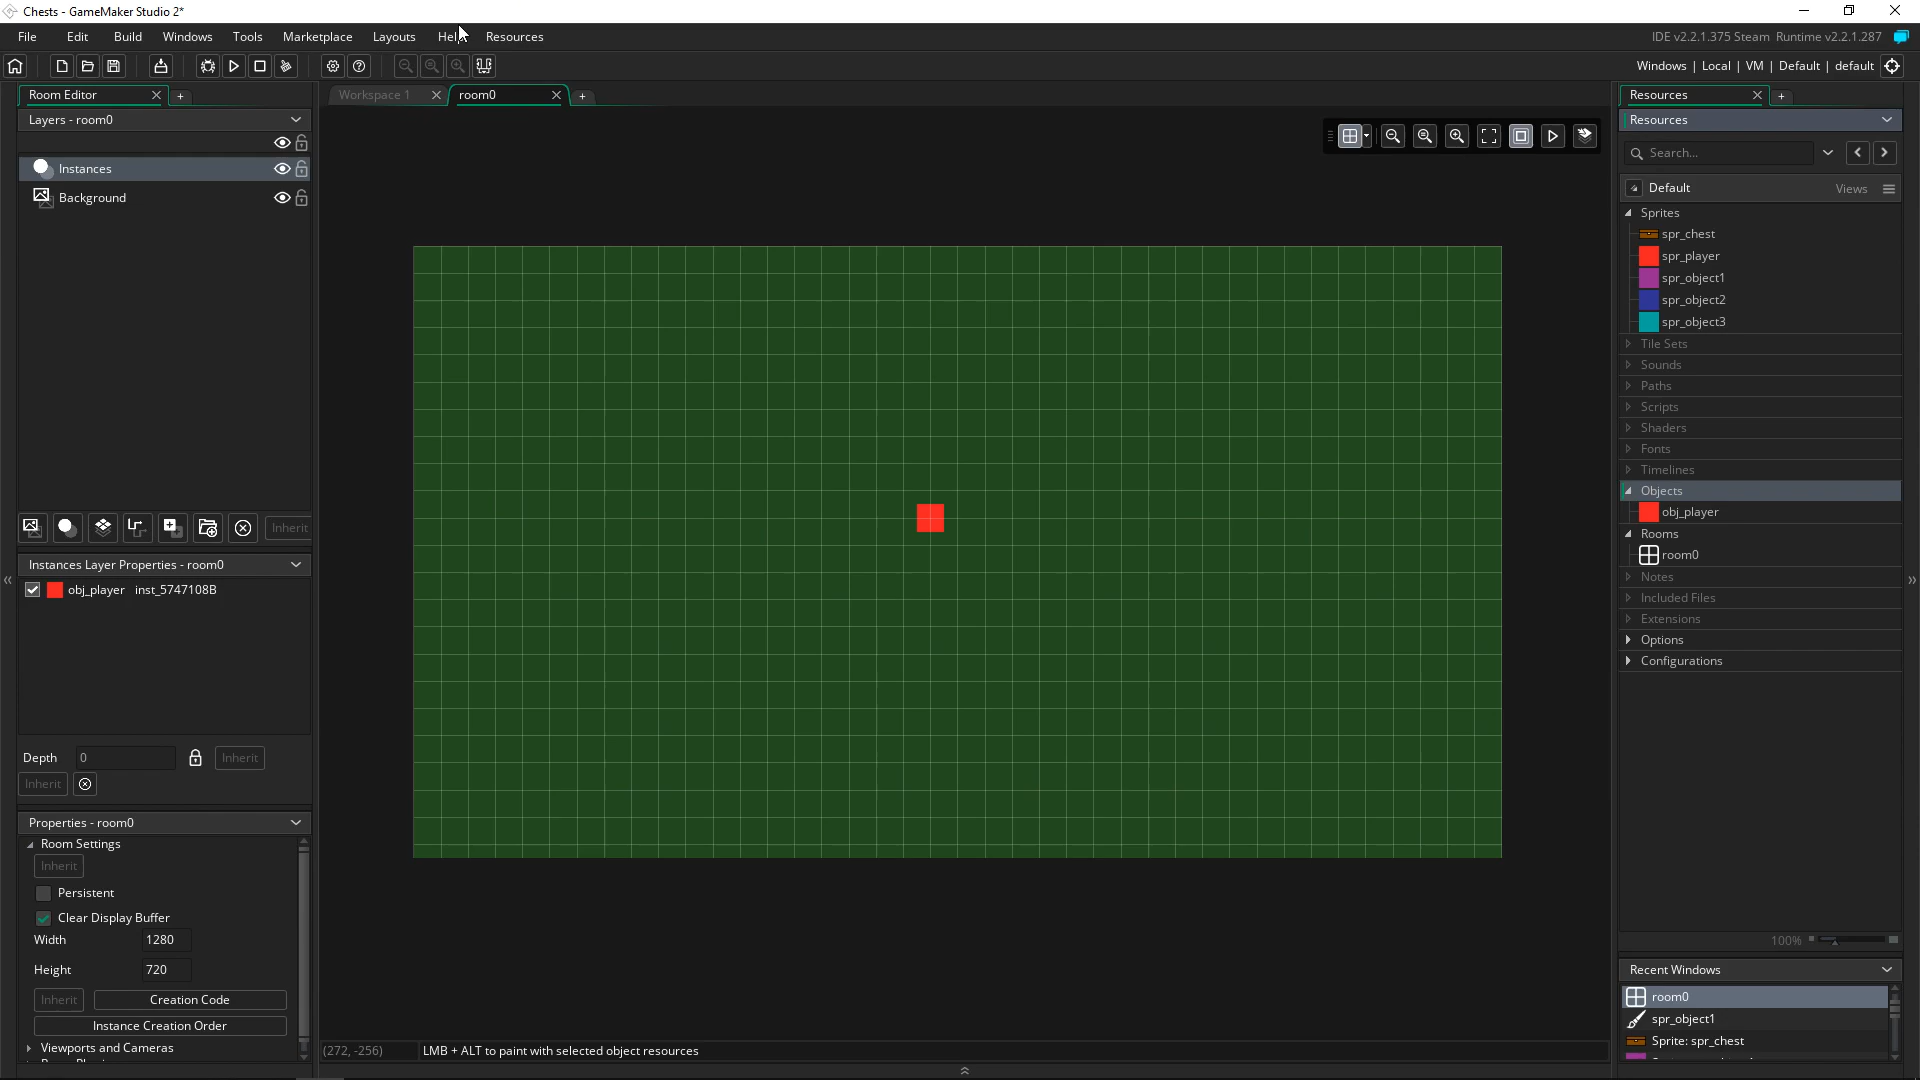 Chests - GameMaker Studio 2*
File Edit Build Windows Tools Marketplace Layouts Help Resources
IDE v2.2.1.375 Steam Runtime v2.2.1.287
Windows | Local | VM | Default | default
Room Editor
Workspace 1
room0
Resources
Layers - room0
Resources
Instances
Background
Search...
Default
Views
Sprites
spr_chest
spr_player
spr_object1
spr_object2
spr_object3
Tile Sets
Sounds
Paths
Scripts
Shaders
Fonts
Timelines
Objects
obj_player
Rooms
room0
Notes
Included Files
Extensions
Options
Configurations
Inherit
Instances Layer Properties - room0
obj_player inst_5747108B
Depth 0 Inherit
Inherit
Properties - room0
Room Settings
Inherit
Persistent
Clear Display Buffer
Width 1280
Height 720
Inherit Creation Code
Instance Creation Order
Viewports and Cameras
(272, -256)
LMB + ALT to paint with selected object resources
100%
Recent Windows
room0
spr_object1
Sprite: spr_chest